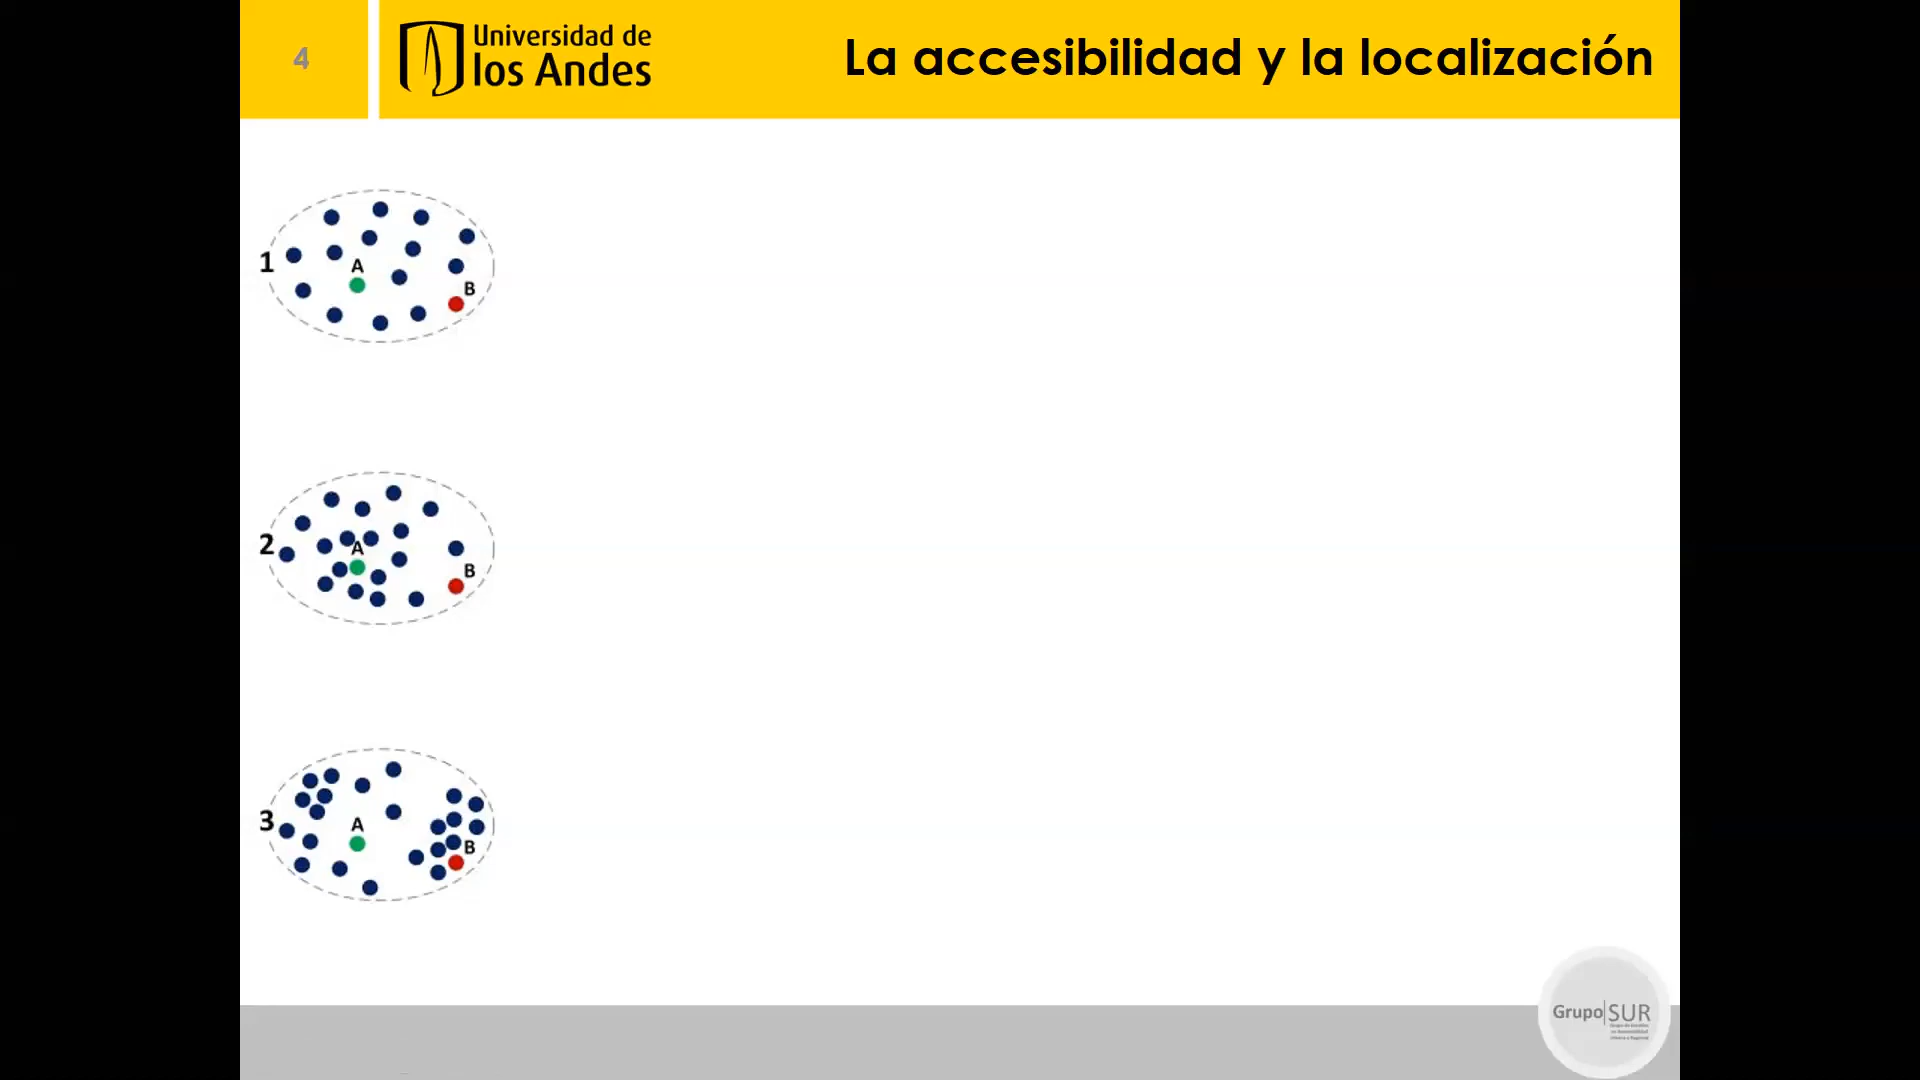 4
Universidad de
los Andes
La accesibilidad y la localización
1
A
B
2
A
B
3
A
B
Grupo|SUR